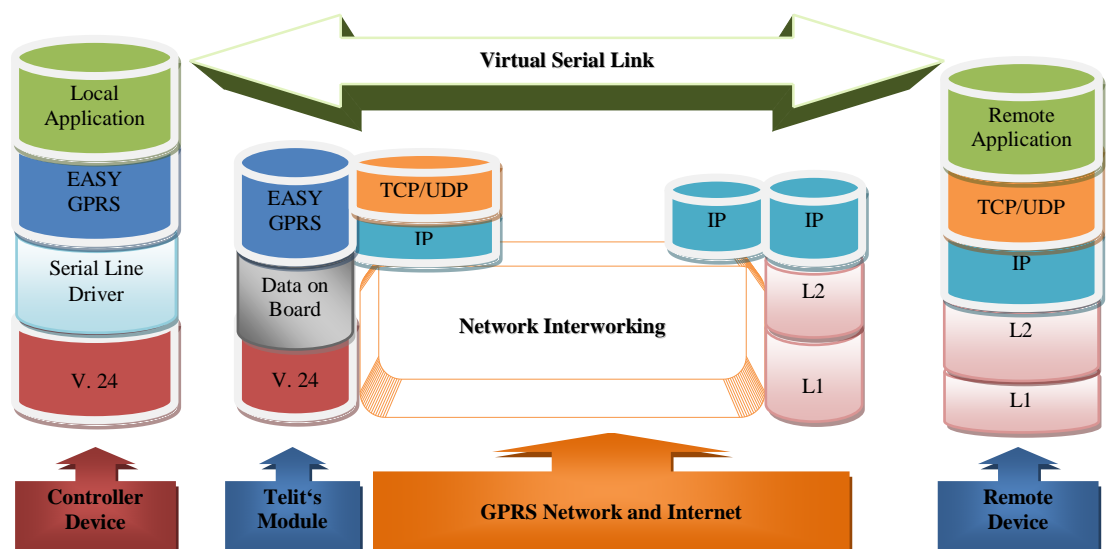 Virtual Serial Link
Local
Application
EASY
GPRS
Serial Line
Driver
V. 24
EASY
GPRS
Data on
Board
V. 24
TCP/UDP
IP
Network Interworking
IP
IP
L2
L1
Remote
Application
TCP/UDP
IP
L2
L1
Controller
Device
Telit‘s
Module
GPRS Network and Internet
Remote
Device